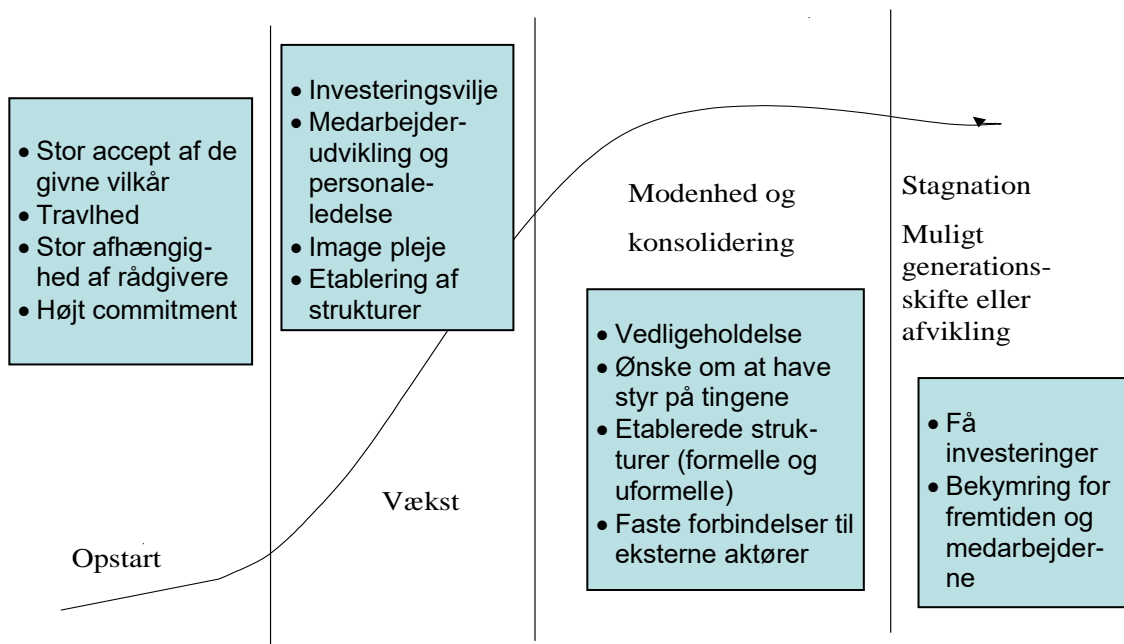 • Stor accept af de
givne vilkår
• Travlhed
• Stor afhængig-
hed af rådgivere
• Højt commitment
Opstart
• Investeringsvilje
• Medarbejder-
udvikling og
personale-
ledelse
• Image pleje
• Etablering af
strukturer
Vækst
Modenhed og
konsolidering
• Vedligeholdelse
• Ønske om at have
styr på tingene
• Etablerede struk-
turer (formelle og
uformelle)
• Faste forbindelser til
eksterne aktører
Stagnation
Muligt
generations-
skifte eller
afvikling
• Få
investeringer
• Bekymring for
fremtiden og
medarbejder-
ne